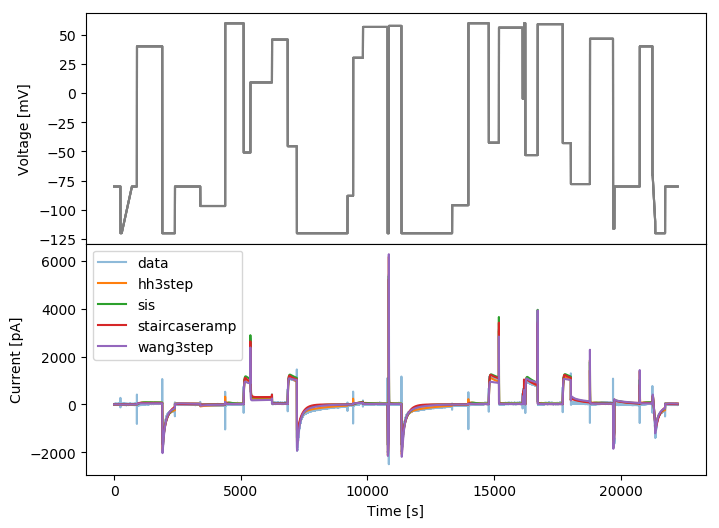 50
25
0
−25
−50
−75
−100
−125
Voltage [mV]
6000
4000
2000
0
−2000
Current [pA]
data
hh3step
sis
staircaseramp
wang3step
0
5000
10000
15000
20000
Time [s]